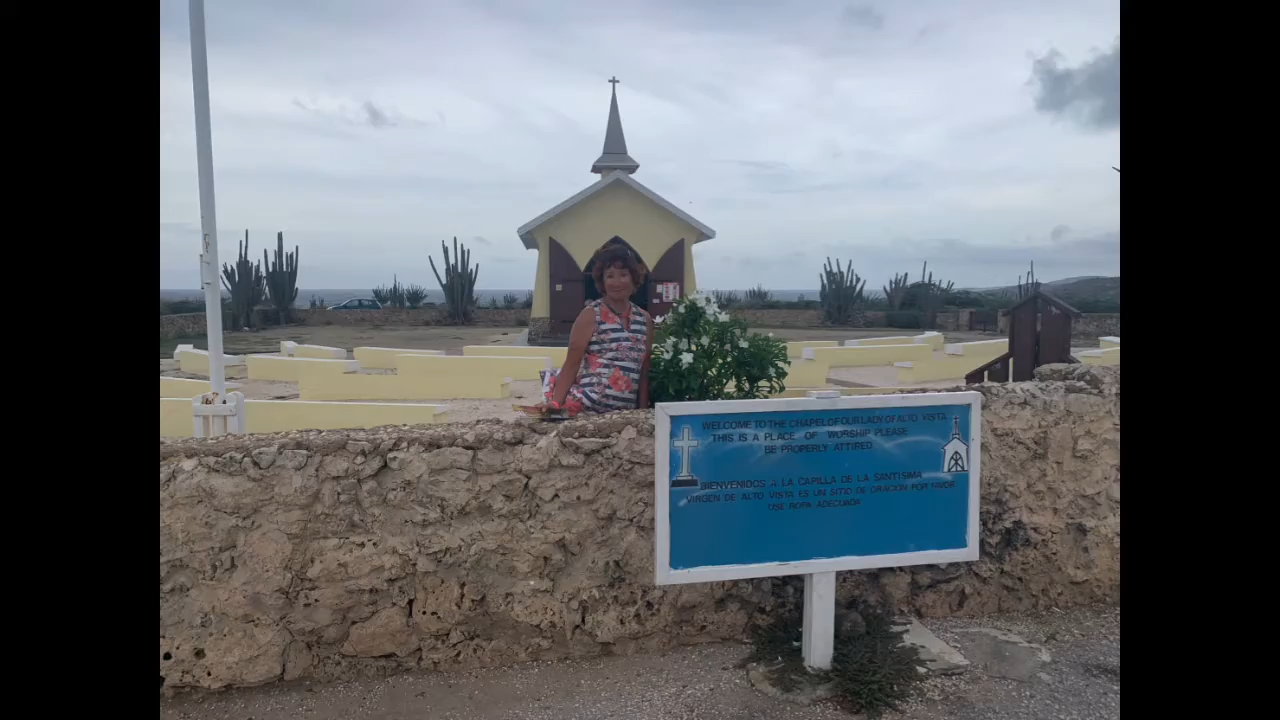 WELCOME TO THE CHAPEL OF OUR LADY OF ALTO VISTA
THIS IS A PLACE OF WORSHIP PLEASE
BE PROPERLY ATTIRED
BIENVENIDOS A LA CAPILLA DE LA SANTISIMA
VIRGEN DE ALTO VISTA ES UN SITIO DE ORACION POR FAVOR
USE ROPA ADECUADA